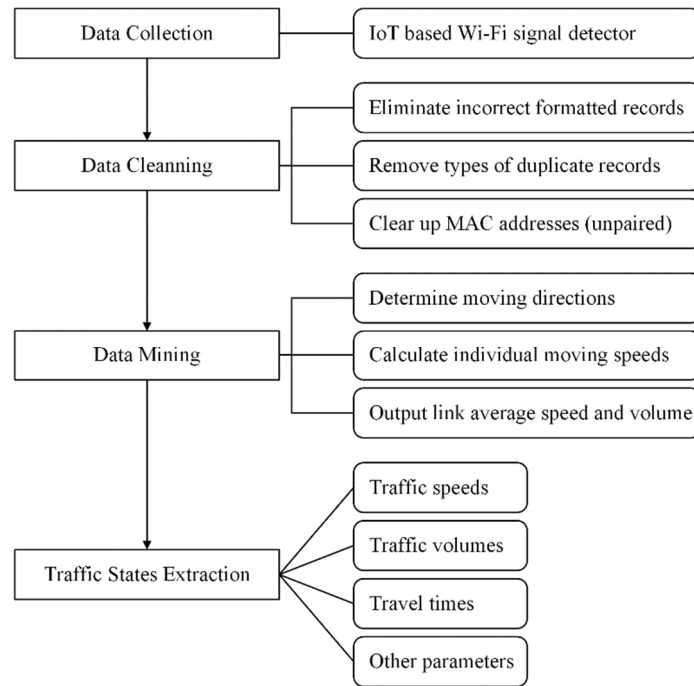 Data Collection
IoT based Wi-Fi signal detector
Data Cleanning
Eliminate incorrect formatted records
Remove types of duplicate records
Clear up MAC addresses (unpaired)
Data Mining
Determine moving directions
Calculate individual moving speeds
Output link average speed and volume
Traffic States Extraction
Traffic speeds
Traffic volumes
Travel times
Other parameters